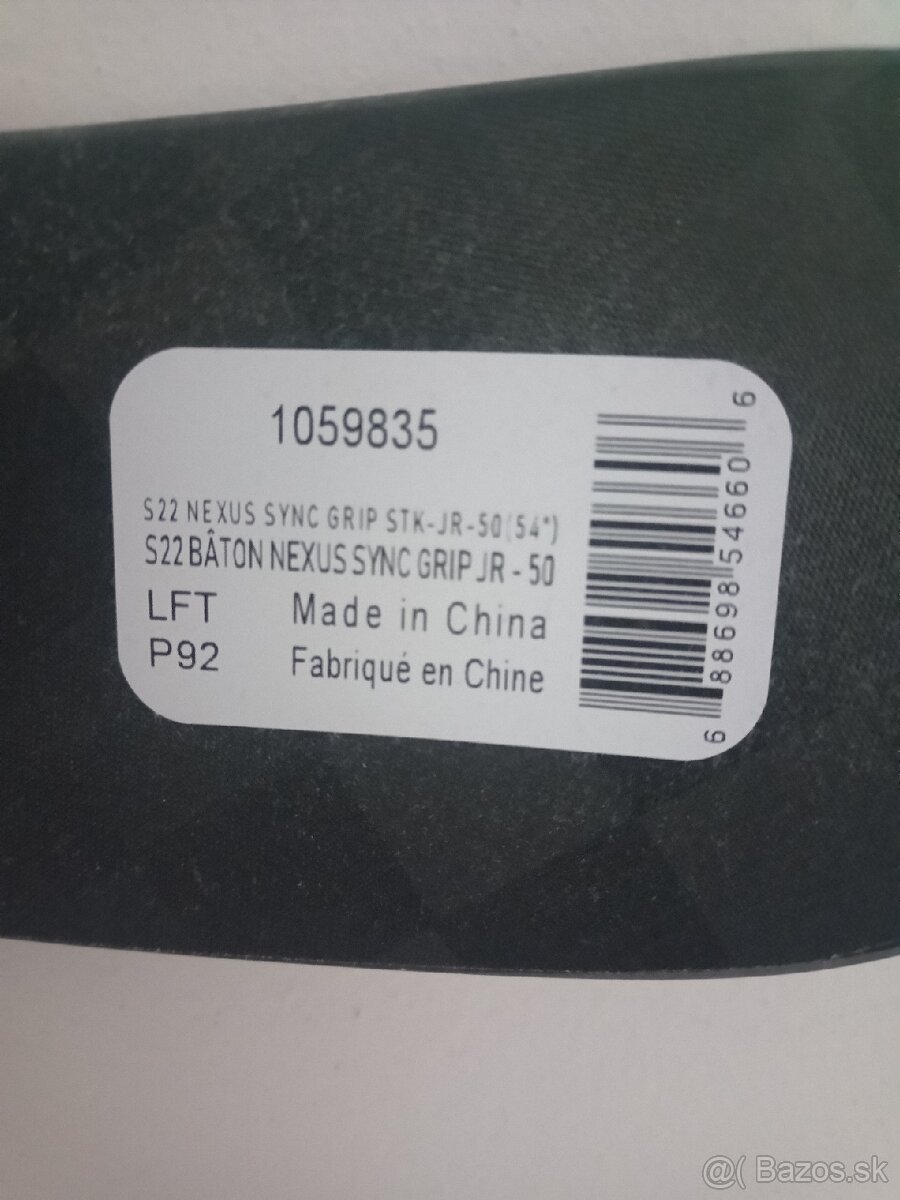 1059835
S22 NEXUS SYNC GRIP STK-JR-50(54")
S22 BÂTON NEXUS SYNC GRIP JR - 50
LFT Made in China
P92 Fabriqué en Chine
6 88698 54660 6
@( Bazos.sk